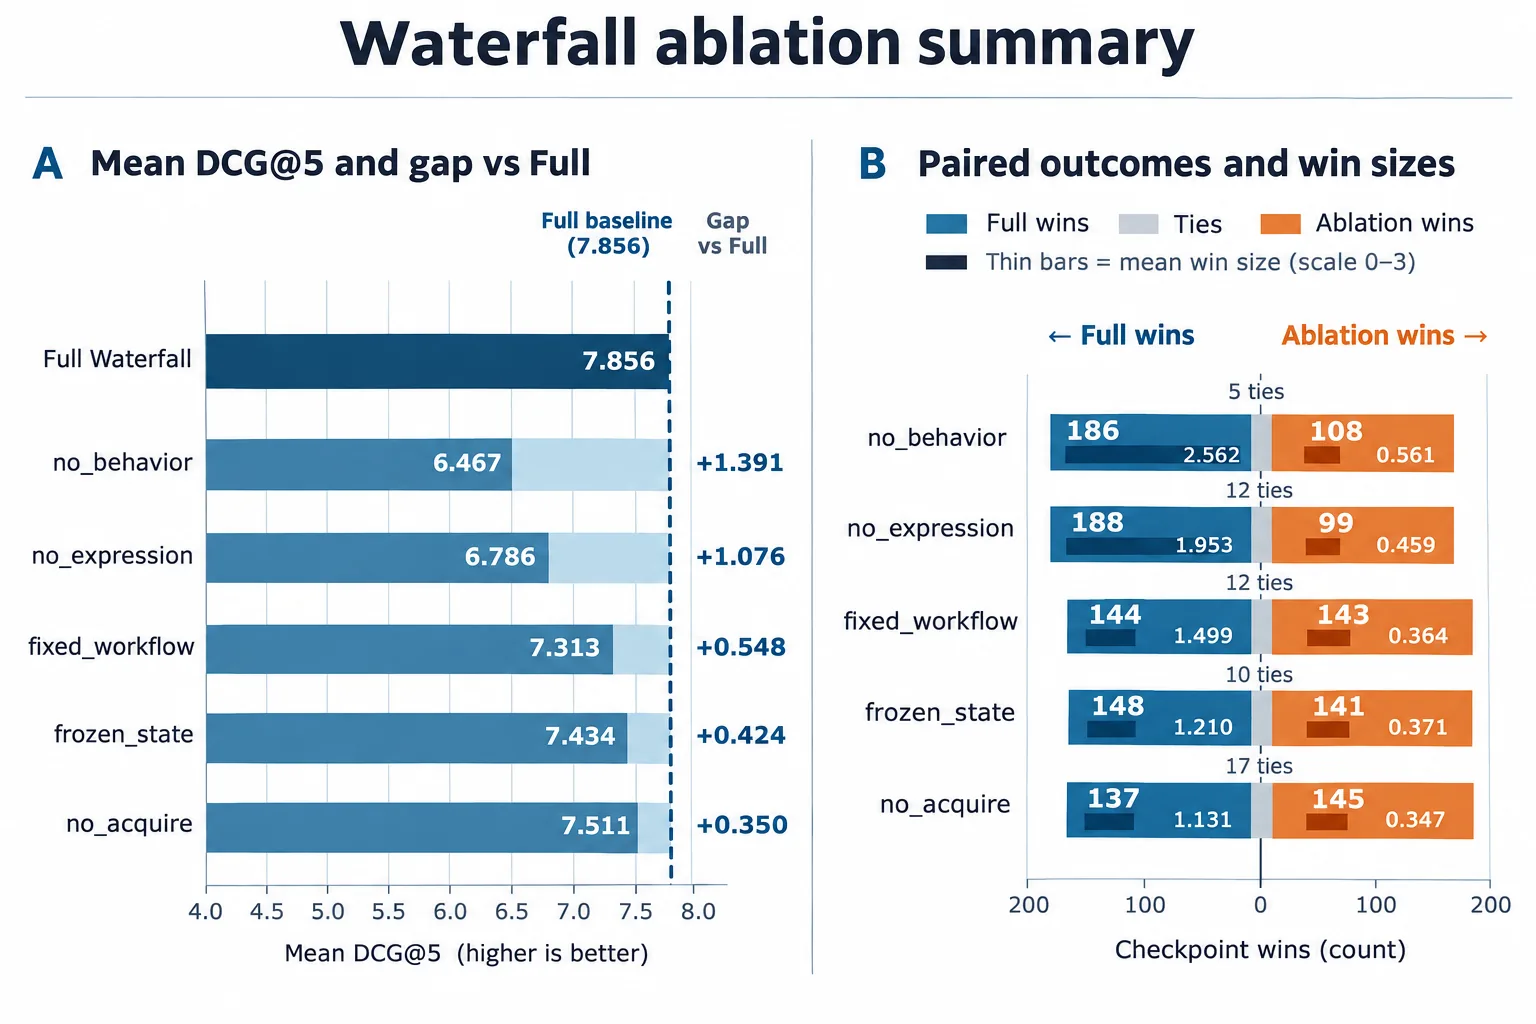 Waterfall ablation summary
A Mean DCG@5 and gap vs Full
Full baseline
(7.856)
Gap
vs Full
Full Waterfall 7.856
no_behavior 6.467 +1.391
no_expression 6.786 +1.076
fixed_workflow 7.313 +0.548
frozen_state 7.434 +0.424
no_acquire 7.511 +0.350
4.0 4.5 5.0 5.5 6.0 6.5 7.0 7.5 8.0
Mean DCG@5 (higher is better)
B Paired outcomes and win sizes
Full wins Ties Ablation wins
Thin bars = mean win size (scale 0–3)
← Full wins Ablation wins →
5 ties
no_behavior 186 2.562 108 0.561
12 ties
no_expression 188 1.953 99 0.459
12 ties
fixed_workflow 144 1.499 143 0.364
10 ties
frozen_state 148 1.210 141 0.371
17 ties
no_acquire 137 1.131 145 0.347
200 100 0 100 200
Checkpoint wins (count)